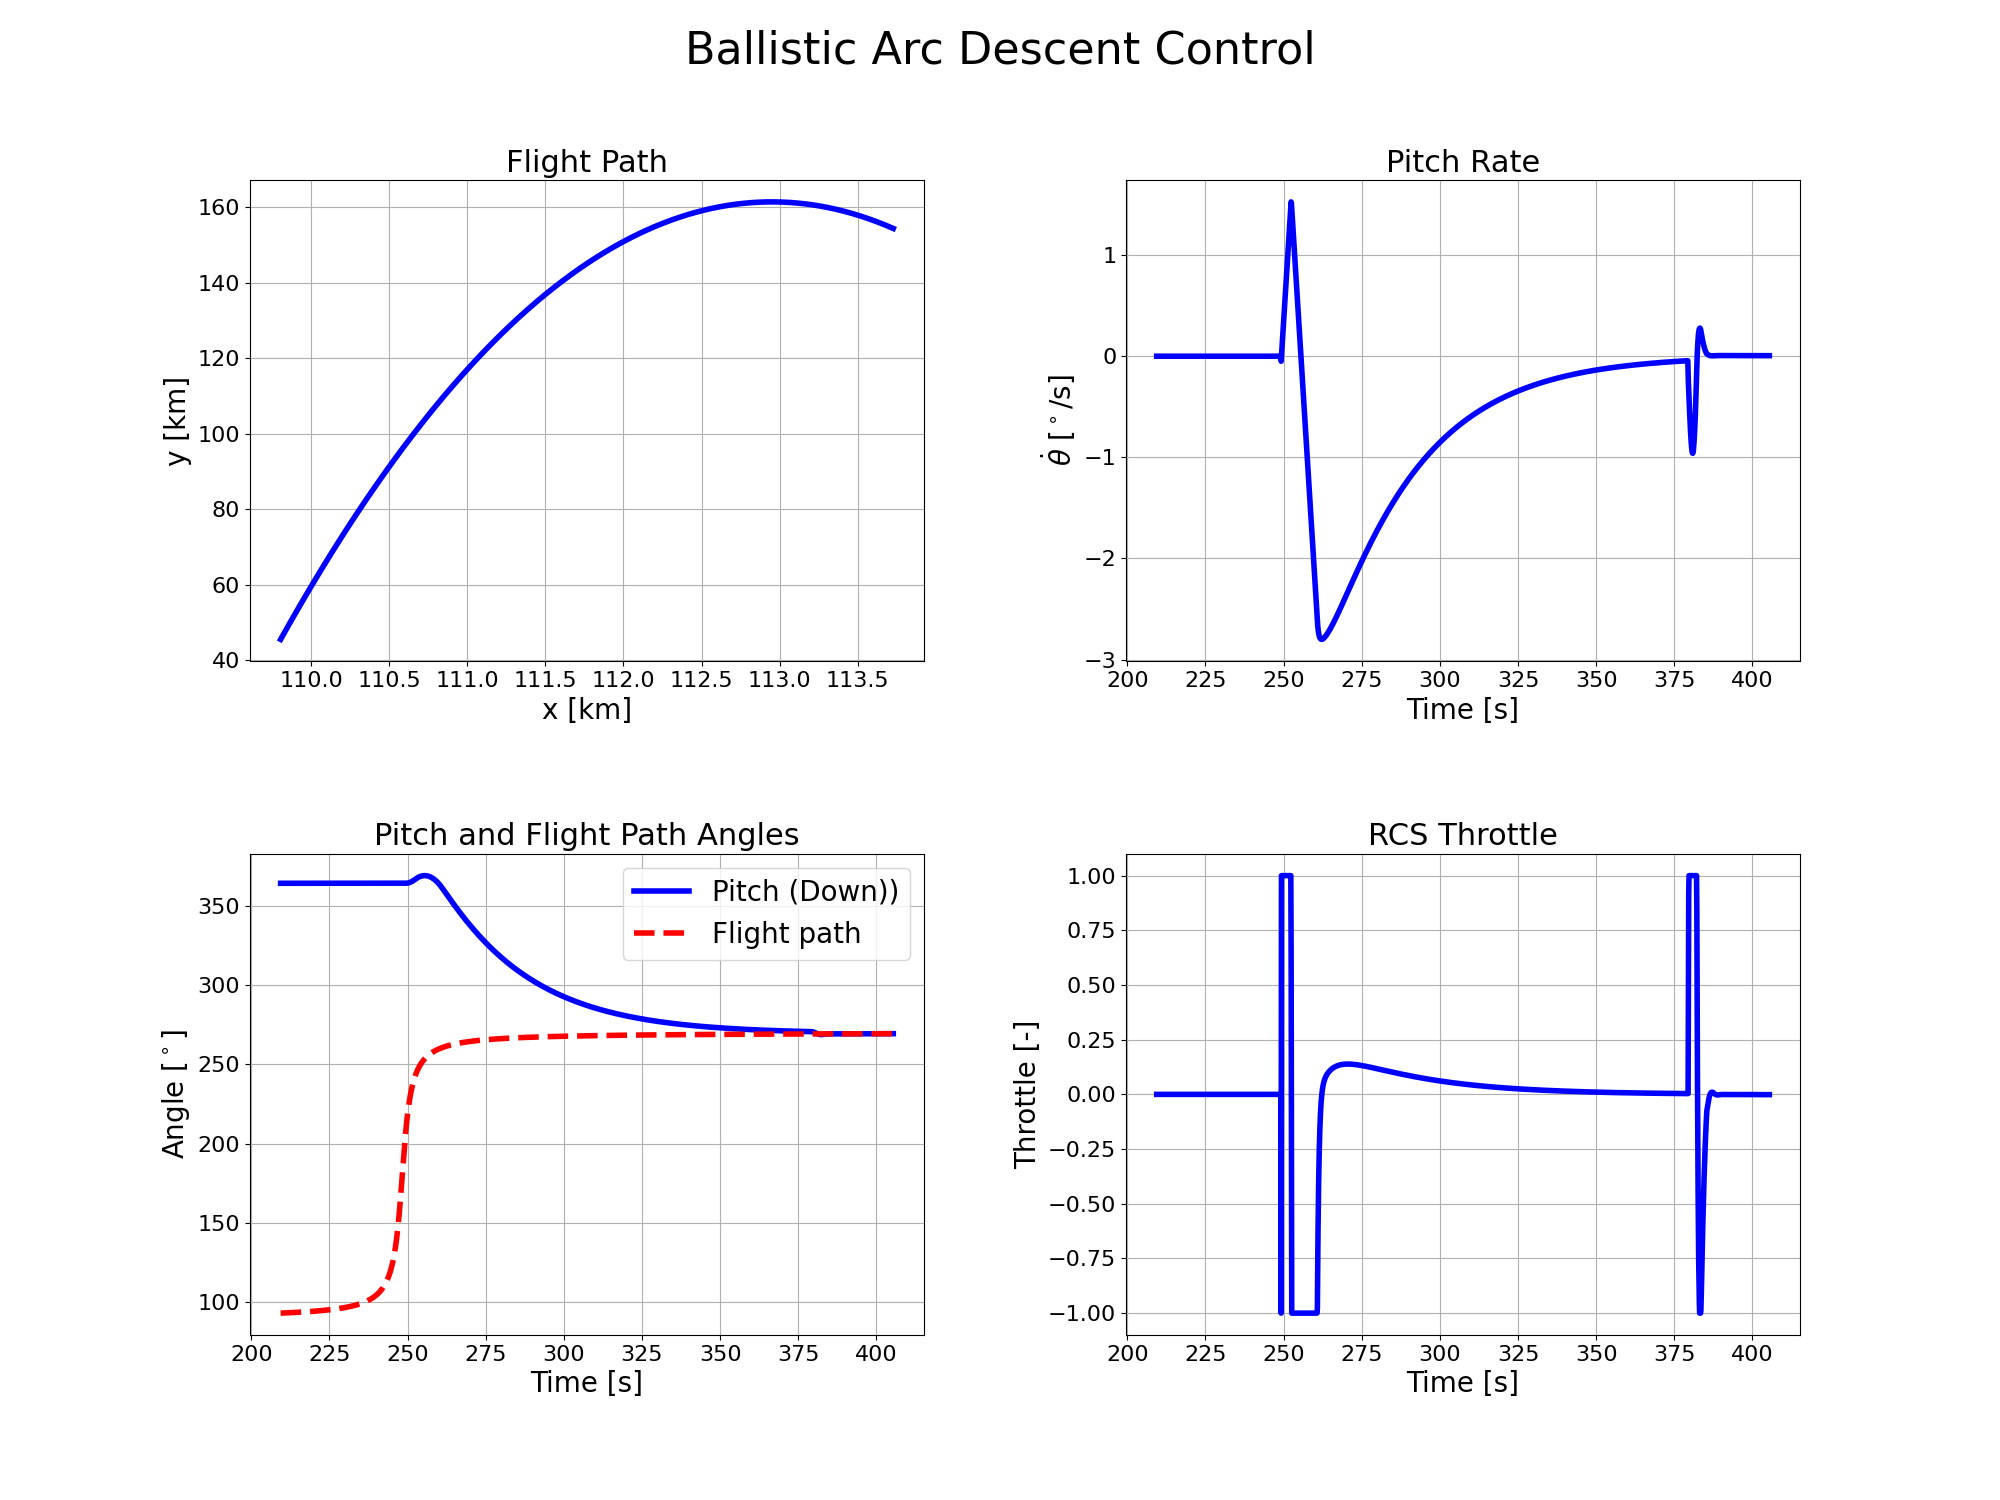 Ballistic Arc Descent Control
Flight Path
160
140
120
100
80
60
40
y [km]
110.0 110.5 111.0 111.5 112.0 112.5 113.0 113.5
x [km]
Pitch Rate
1
0
−1
−2
−3
θ̇ [°/s]
200 225 250 275 300 325 350 375 400
Time [s]
Pitch and Flight Path Angles
Pitch (Down))
Flight path
350
300
250
200
150
100
Angle [°]
200 225 250 275 300 325 350 375 400
Time [s]
RCS Throttle
1.00
0.75
0.50
0.25
0.00
−0.25
−0.50
−0.75
−1.00
Throttle [-]
200 225 250 275 300 325 350 375 400
Time [s]